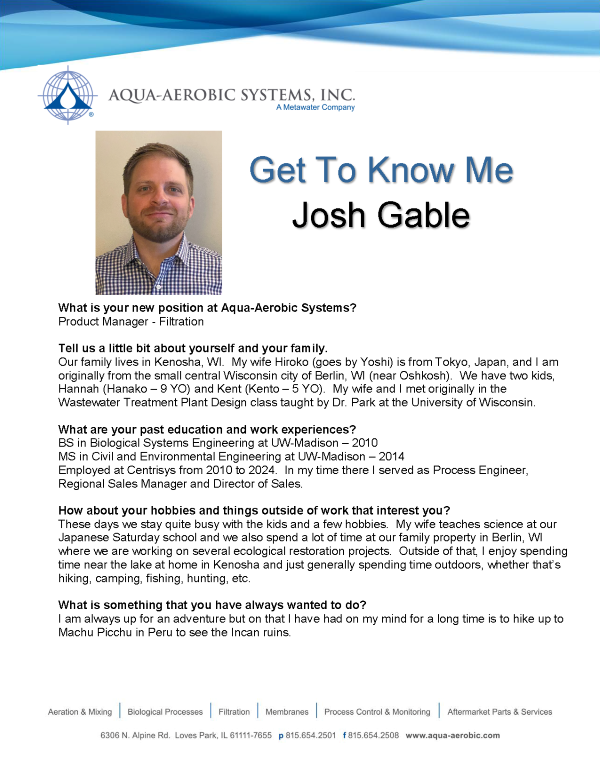 AQUA-AEROBIC SYSTEMS, INC.
A Metawater Company
®
Get To Know Me
Josh Gable
What is your new position at Aqua-Aerobic Systems?
Product Manager - Filtration
Tell us a little bit about yourself and your family.
Our family lives in Kenosha, WI.  My wife Hiroko (goes by Yoshi) is from Tokyo, Japan, and I am
originally from the small central Wisconsin city of Berlin, WI (near Oshkosh).  We have two kids,
Hannah (Hanako – 9 YO) and Kent (Kento – 5 YO).  My wife and I met originally in the
Wastewater Treatment Plant Design class taught by Dr. Park at the University of Wisconsin.
What are your past education and work experiences?
BS in Biological Systems Engineering at UW-Madison – 2010
MS in Civil and Environmental Engineering at UW-Madison – 2014
Employed at Centrisys from 2010 to 2024.  In my time there I served as Process Engineer,
Regional Sales Manager and Director of Sales.
How about your hobbies and things outside of work that interest you?
These days we stay quite busy with the kids and a few hobbies.  My wife teaches science at our
Japanese Saturday school and we also spend a lot of time at our family property in Berlin, WI
where we are working on several ecological restoration projects.  Outside of that, I enjoy spending
time near the lake at home in Kenosha and just generally spending time outdoors, whether that's
hiking, camping, fishing, hunting, etc.
What is something that you have always wanted to do?
I am always up for an adventure but on that I have had on my mind for a long time is to hike up to
Machu Picchu in Peru to see the Incan ruins.
Aeration & Mixing | Biological Processes | Filtration | Membranes | Process Control & Monitoring | Aftermarket Parts & Services
6306 N. Alpine Rd.  Loves Park, IL 61111-7655  p 815.654.2501  f 815.654.2508  www.aqua-aerobic.com